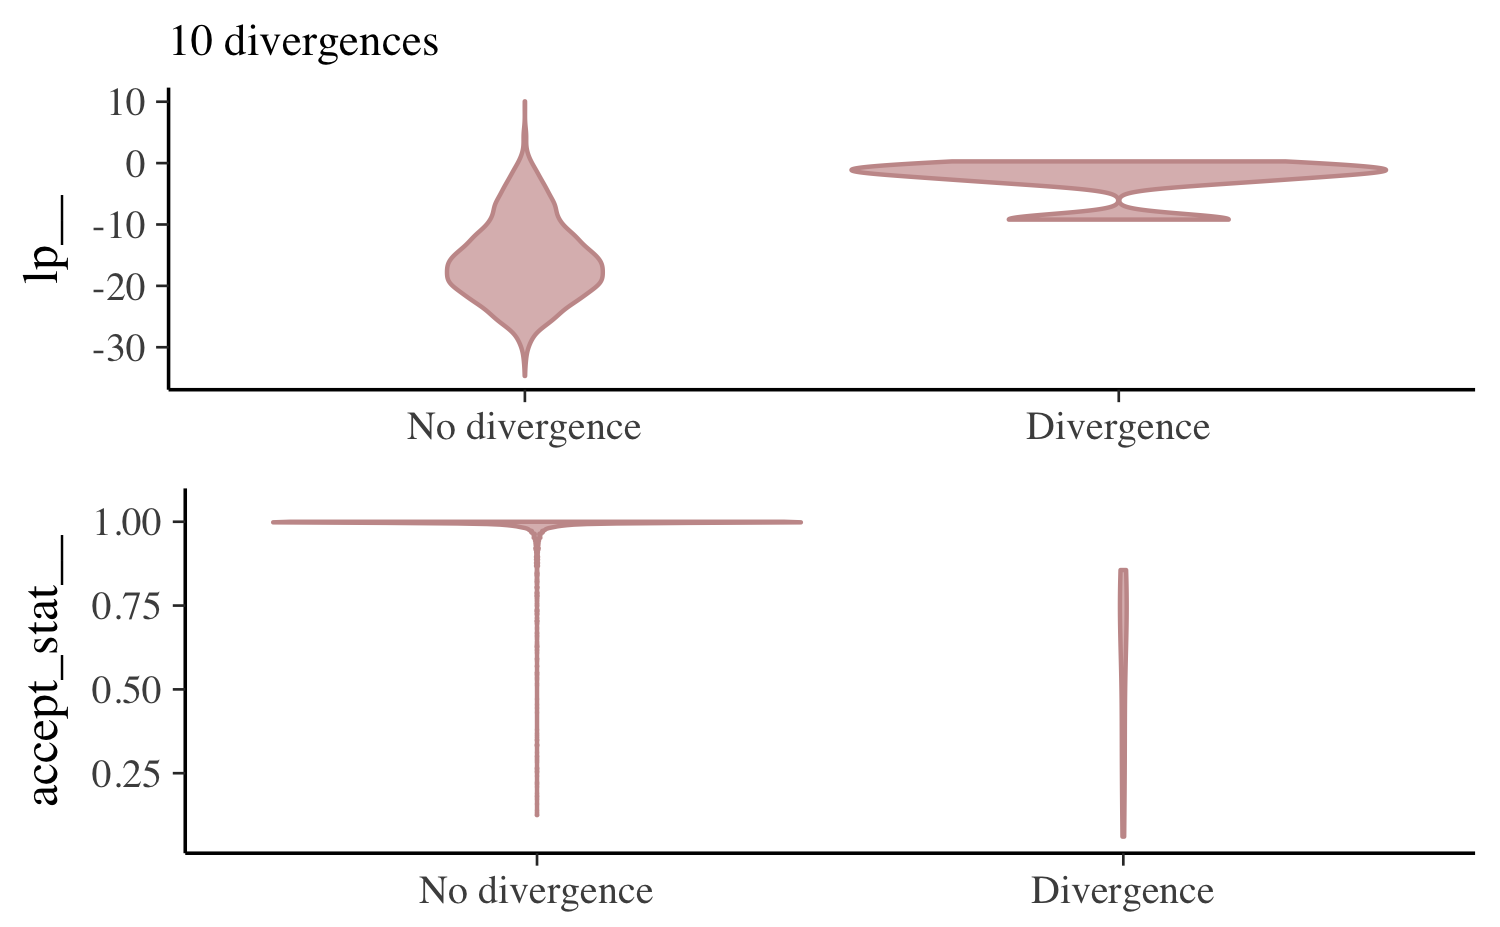 10 divergences
lp__
10
0
-10
-20
-30
No divergence
Divergence
accept_stat__
1.00
0.75
0.50
0.25
No divergence
Divergence